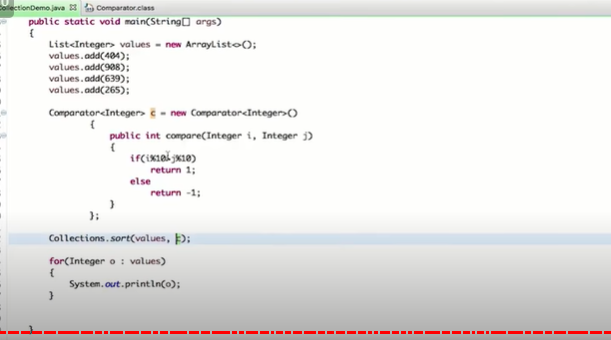 CollectionDemo.java Comparator.class
public static void main(String[] args)
{
List<Integer> values = new ArrayList<>();
values.add(404);
values.add(908);
values.add(639);
values.add(265);
Comparator<Integer> c = new Comparator<Integer>()
{
public int compare(Integer i, Integer j)
{
if(i%10 j%10)
return 1;
else
return -1;
}
};
Collections.sort(values, c);
for(Integer o : values)
{
System.out.println(o);
}
}